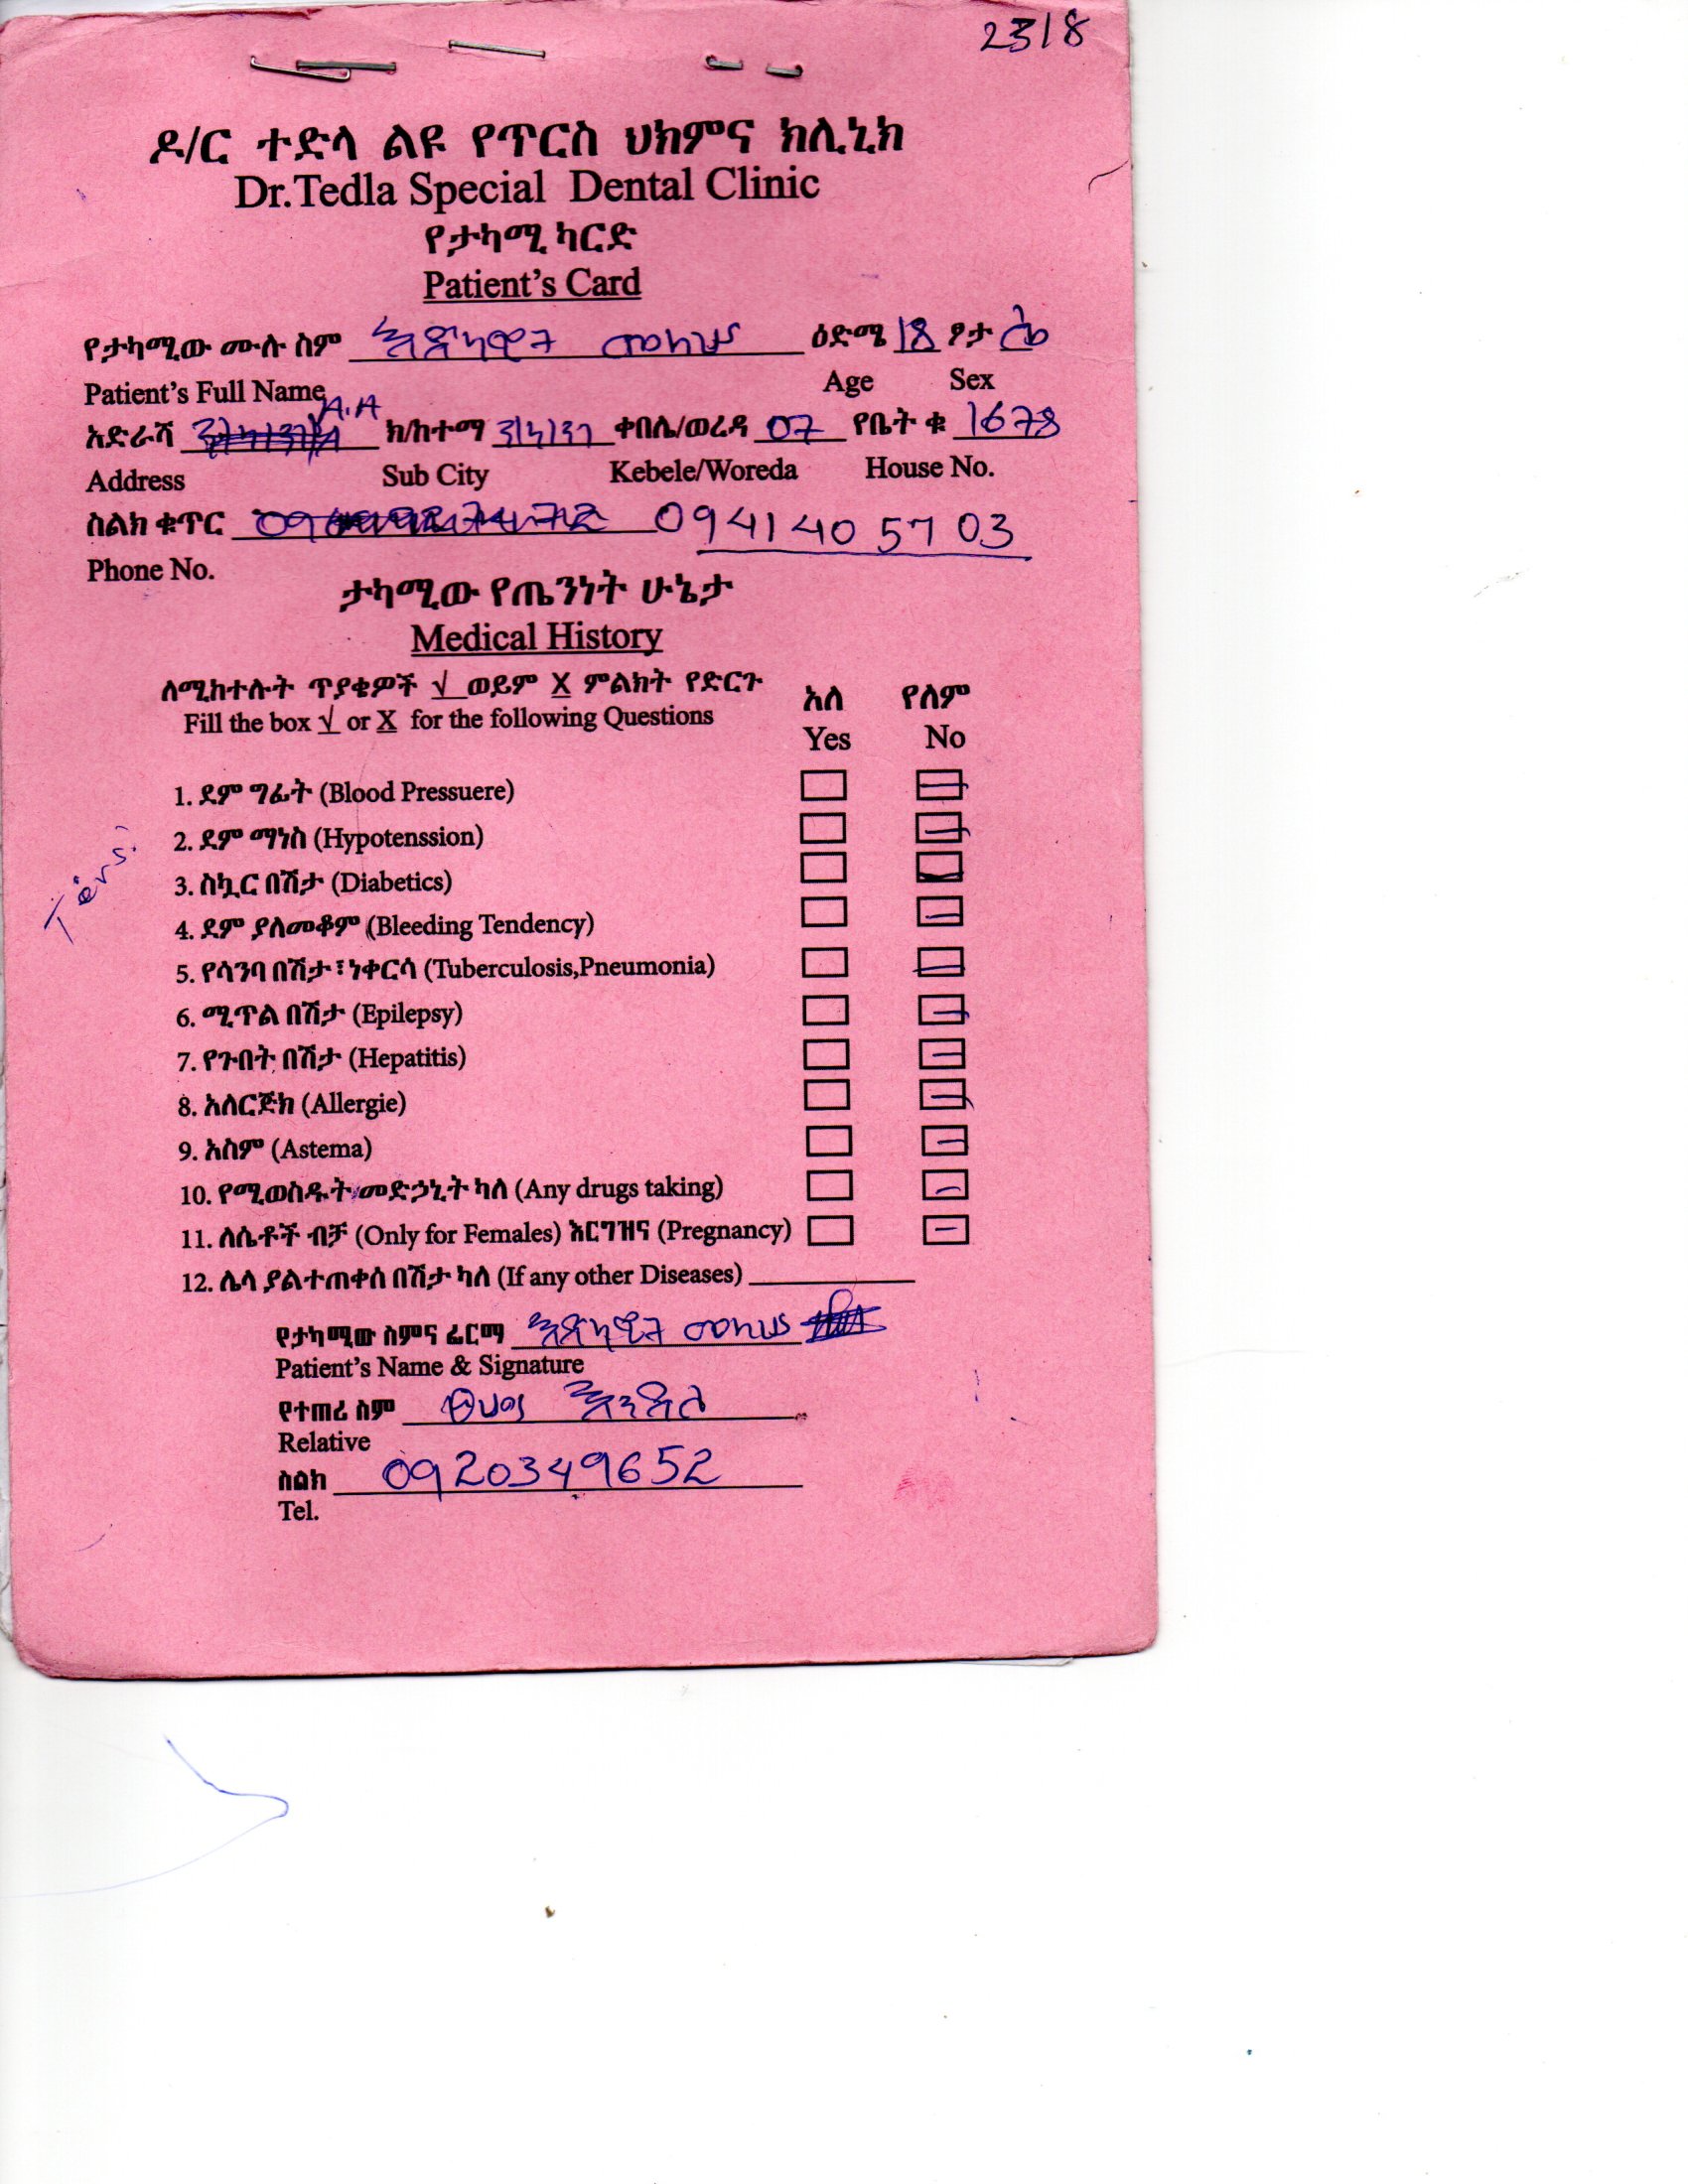 2318
ዶ/ር ተድላ ልዩ የጥርስ ህክምና ክሊኒክ
Dr.Tedla Special Dental Clinic
የታካሚ ካርድ
Patient's Card
የታካሚው ሙሉ ስም ዕድሜ 18 ፆታ ሴ
Patient's Full Name Age Sex
A.A
አድራሻ ክ/ከተማ ቀበሌ/ወረዳ 07 የቤት ቁ 1678
Address Sub City Kebele/Woreda House No.
ስልክ ቁጥር 0941405703
Phone No.
ታካሚው የጤንነት ሁኔታ
Medical History
ለሚከተሉት ጥያቄዎች √ ወይም X ምልክት የድርጉ አለ የለም
Fill the box √ or X for the following Questions Yes No
1. ደም ግፊት (Blood Pressuere)
2. ደም ማነስ (Hypotenssion)
3. ስኳር በሽታ (Diabetics)
4. ደም ያለመቆም (Bleeding Tendency)
5. የሳንባ በሽታ፣ ነቀርሳ (Tuberculosis,Pneumonia)
6. ሚጥል በሽታ (Epilepsy)
7. የጉበት በሽታ (Hepatitis)
8. አለርጅክ (Allergie)
9. አስም (Astema)
10. የሚወስዱት መድኃኒት ካለ (Any drugs taking)
11. ለሴቶች ብቻ (Only for Females) እርግዝና (Pregnancy)
12. ሌላ ያልተጠቀሰ በሽታ ካለ (If any other Diseases)
የታካሚው ስምና ፊርማ
Patient's Name & Signature
የተጠሪ ስም
Relative
ስልክ 0920349652
Tel.